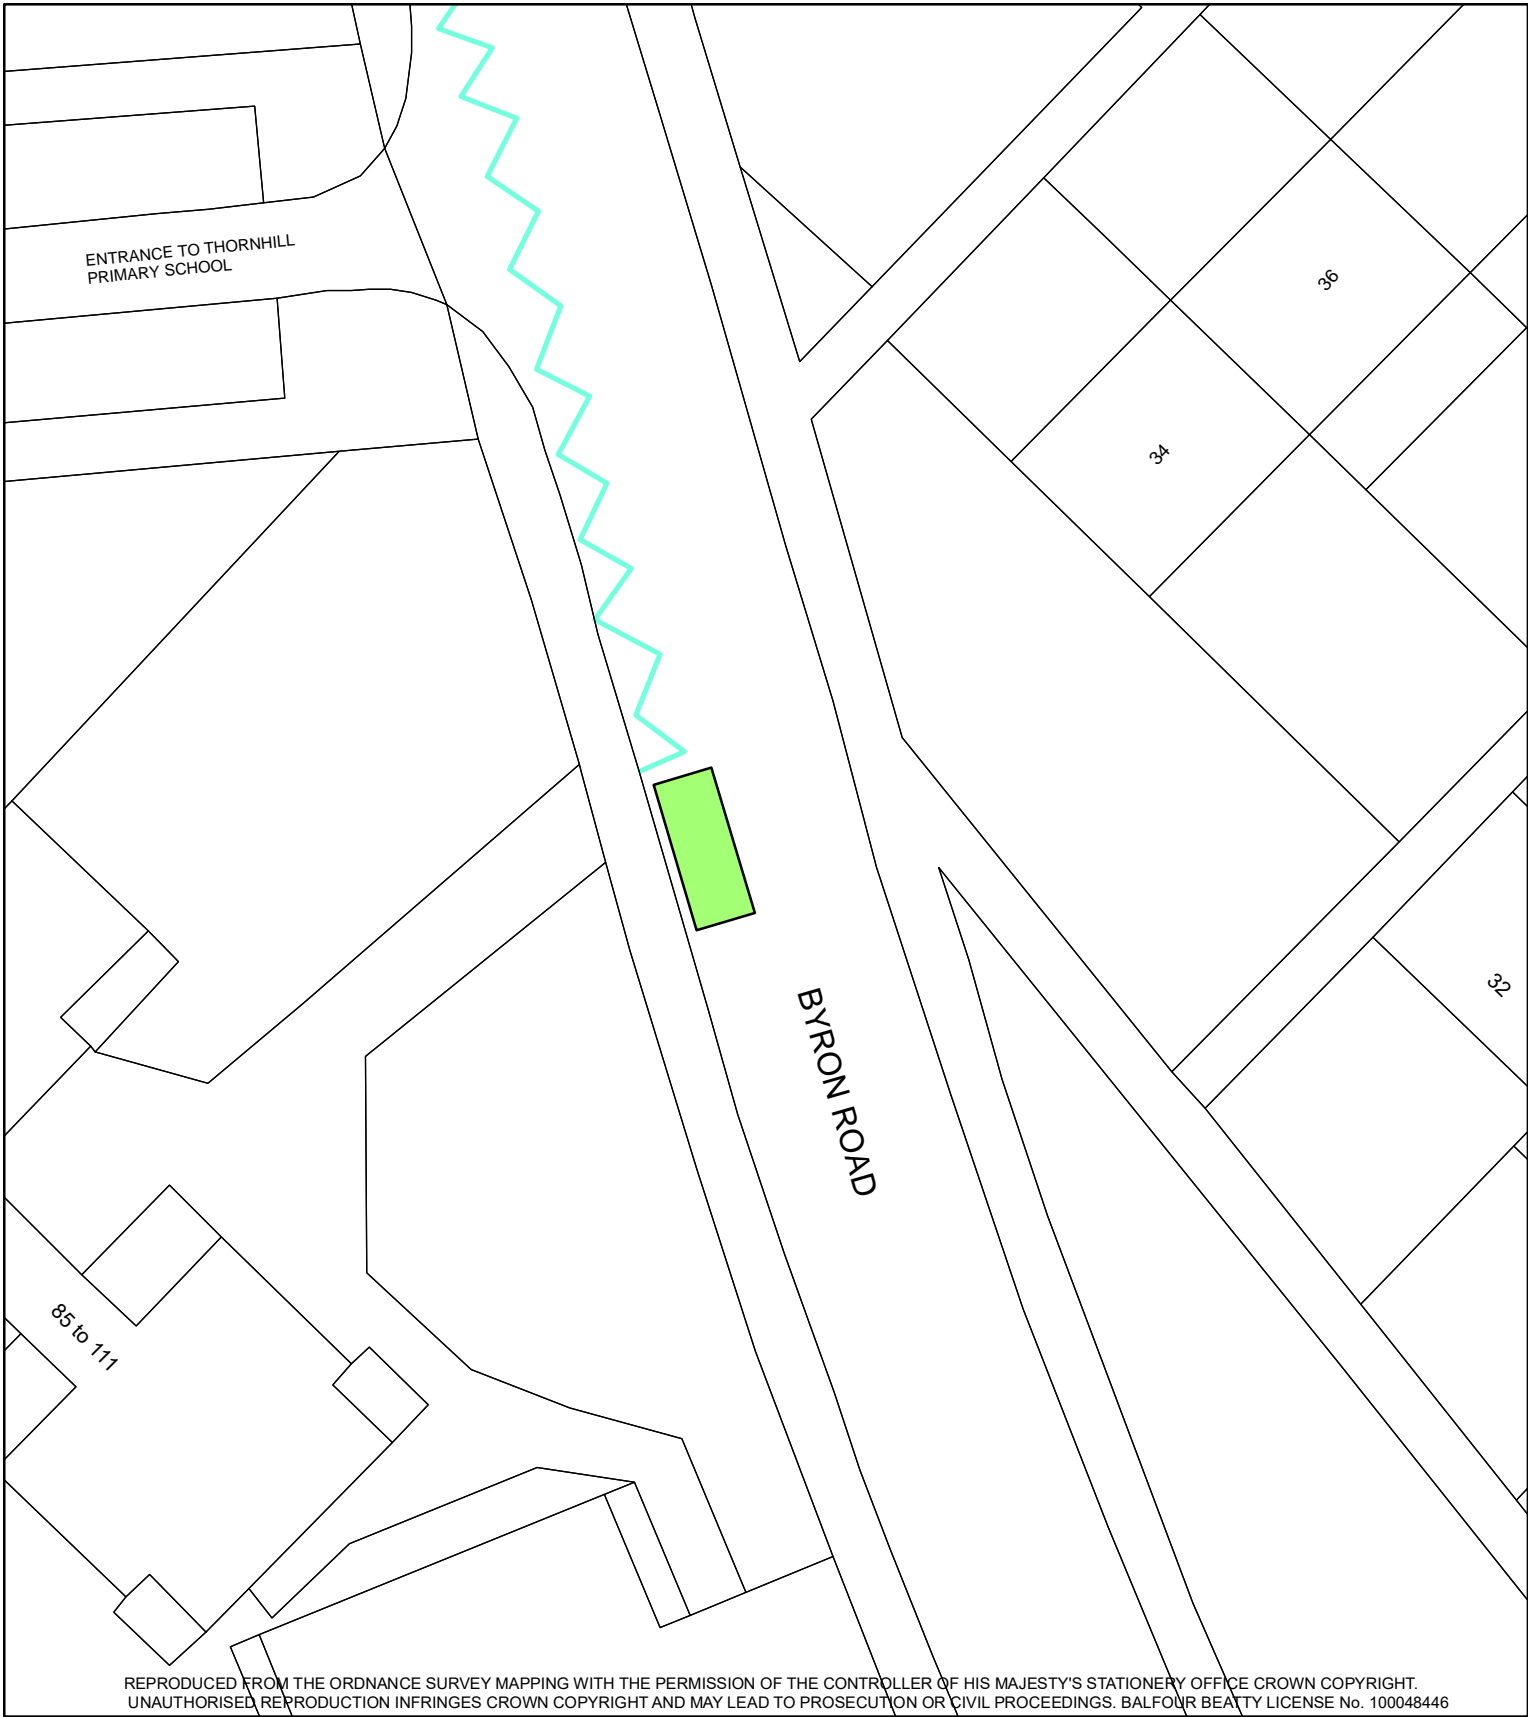 ENTRANCE TO THORNHILL
PRIMARY SCHOOL
36
34
32
BYRON ROAD
85 to 111
REPRODUCED FROM THE ORDNANCE SURVEY MAPPING WITH THE PERMISSION OF THE CONTROLLER OF HIS MAJESTY'S STATIONERY OFFICE CROWN COPYRIGHT.
UNAUTHORISED REPRODUCTION INFRINGES CROWN COPYRIGHT AND MAY LEAD TO PROSECUTION OR CIVIL PROCEEDINGS. BALFOUR BEATTY LICENSE No. 100048446